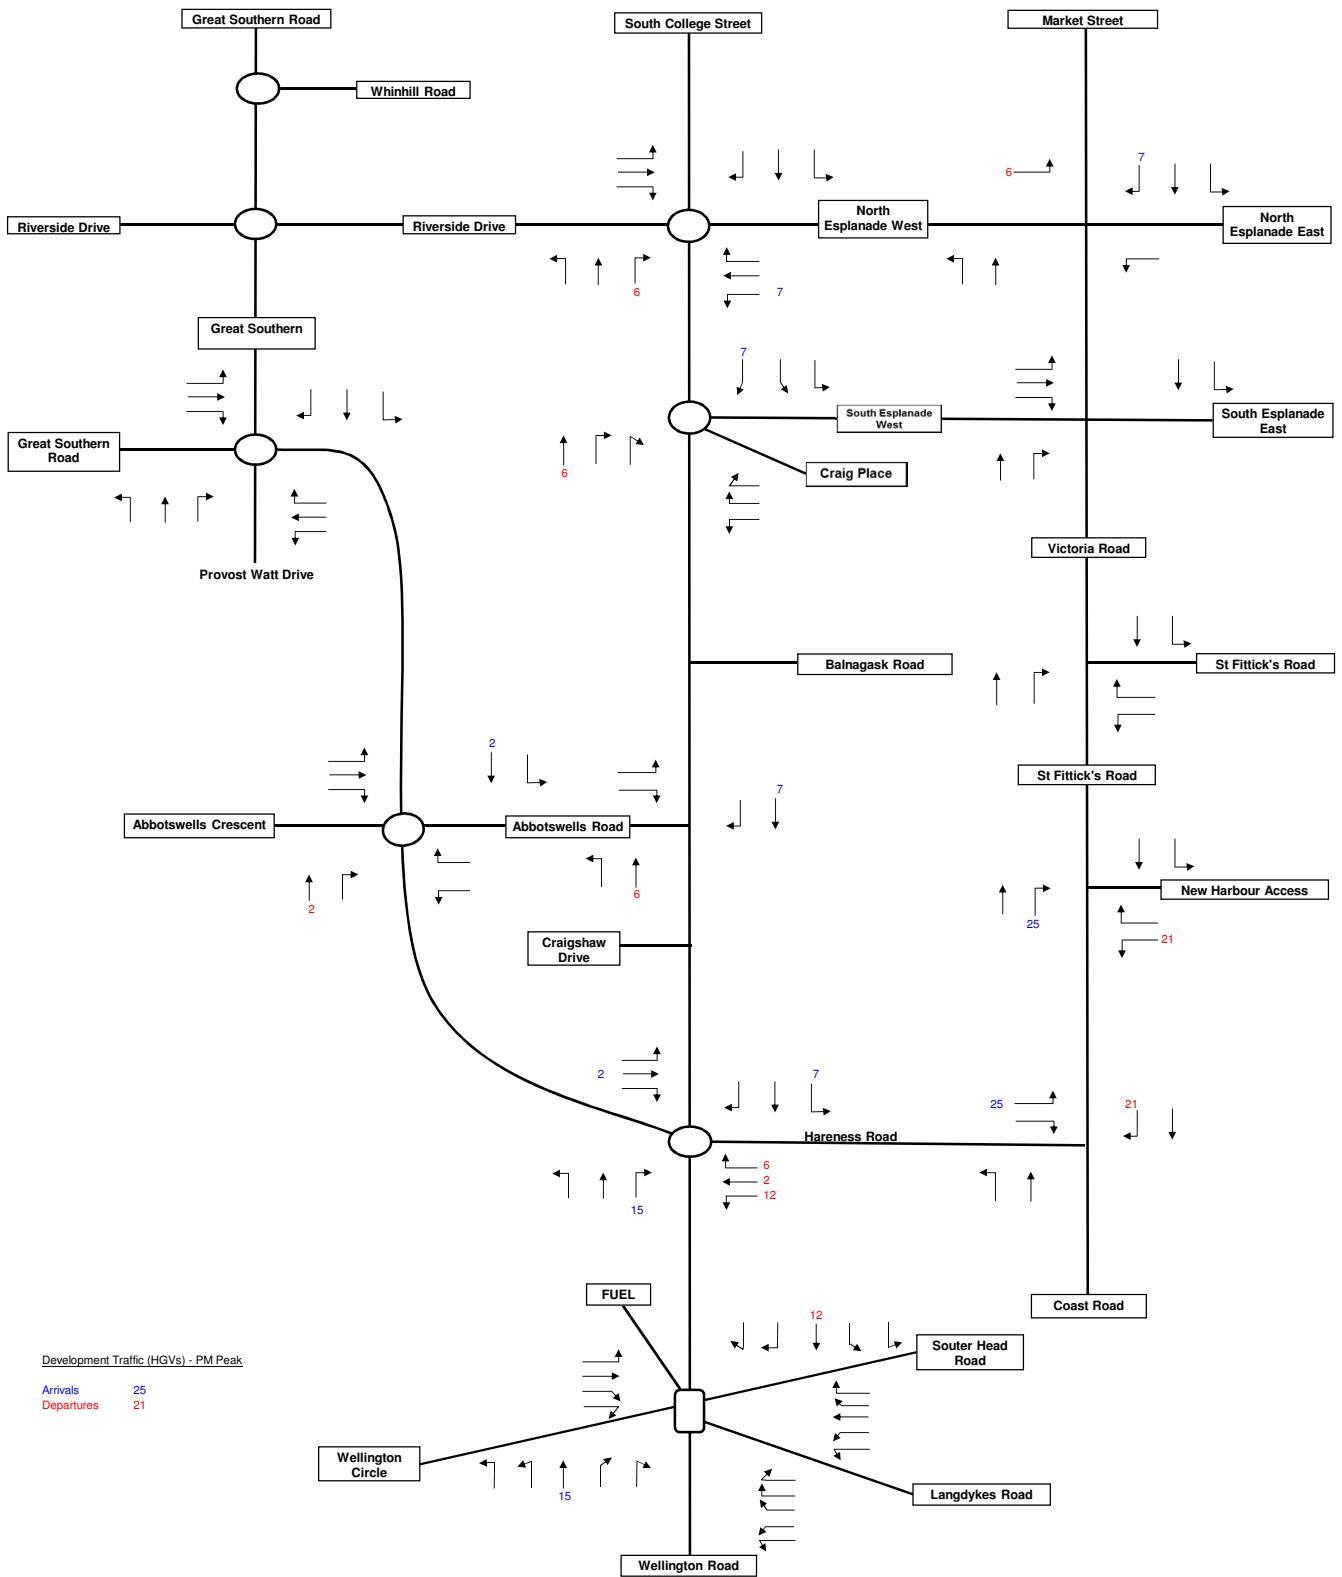 Great Southern Road
South College Street
Market Street
Whinhill Road
7
6
Riverside Drive
Riverside Drive
North
Esplanade West
North
Esplanade East
6
7
Great Southern
7
South Esplanade
West
South Esplanade
East
Great Southern
Road
6
Craig Place
Victoria Road
Provost Watt Drive
Balnagask Road
St Fittick's Road
2
St Fittick's Road
7
Abbotswells Crescent
Abbotswells Road
2
6
New Harbour Access
25
21
Craigshaw
Drive
2
7
25
21
Hareness Road
6
2
12
15
FUEL
Coast Road
12
Souter Head
Road
Development Traffic (HGVs) - PM Peak
Arrivals 25
Departures 21
Wellington
Circle
15
Langdykes Road
Wellington Road